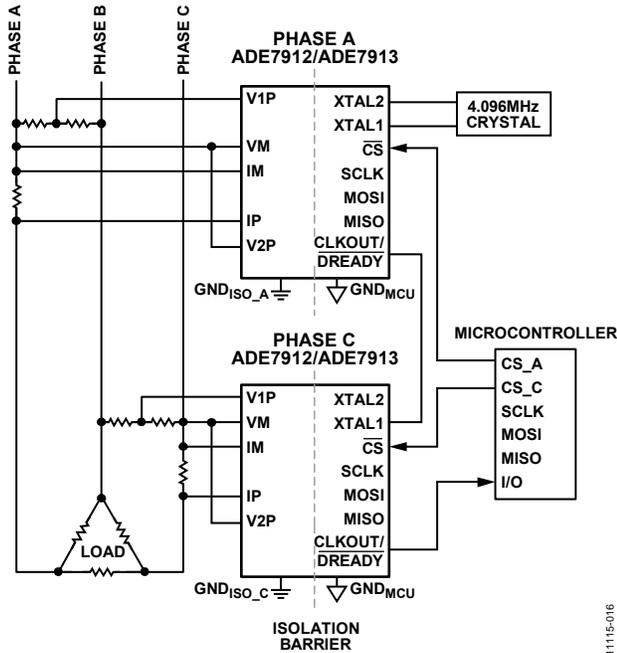 PHASE A
PHASE B
PHASE C
PHASE A
ADE7912/ADE7913
V1P
VM
IM
IP
V2P
XTAL2
XTAL1
CS
SCLK
MOSI
MISO
CLKOUT/
DREADY
4.096MHz
CRYSTAL
GNDISO_A
GNDMCU
PHASE C
ADE7912/ADE7913
V1P
VM
IM
IP
V2P
XTAL2
XTAL1
CS
SCLK
MOSI
MISO
CLKOUT/
DREADY
MICROCONTROLLER
CS_A
CS_C
SCLK
MOSI
MISO
I/O
LOAD
GNDISO_C
GNDMCU
ISOLATION
BARRIER
11115-016